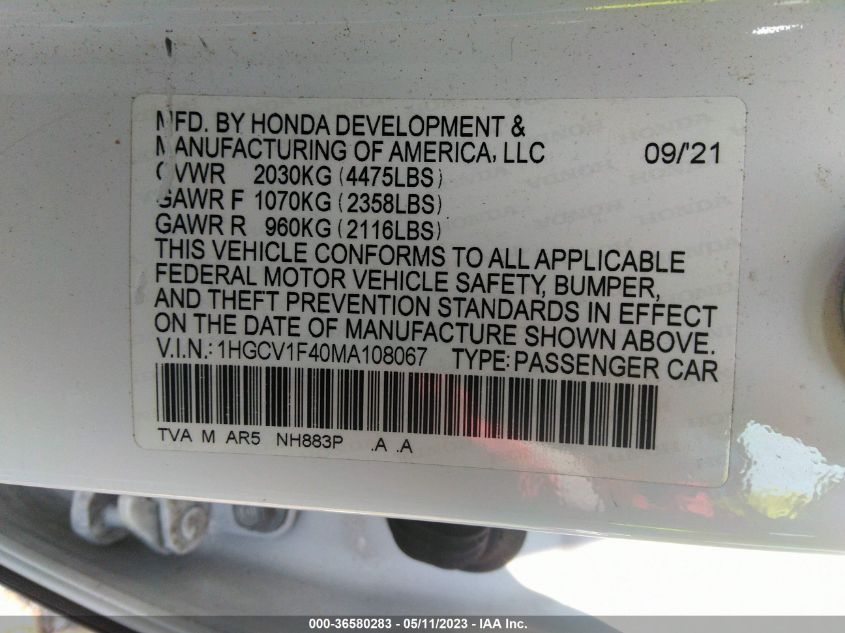 MFD. BY HONDA DEVELOPMENT &
MANUFACTURING OF AMERICA, LLC 09/'21
GVWR 2030KG (4475LBS)
GAWR F 1070KG (2358LBS)
GAWR R 960KG (2116LBS)
THIS VEHICLE CONFORMS TO ALL APPLICABLE
FEDERAL MOTOR VEHICLE SAFETY, BUMPER,
AND THEFT PREVENTION STANDARDS IN EFFECT
ON THE DATE OF MANUFACTURE SHOWN ABOVE.
V.I.N.: 1HGCV1F40MA108067 TYPE: PASSENGER CAR
TVA M AR5 NH883P .A .A
000-36580283 - 05/11/2023 - IAA Inc.